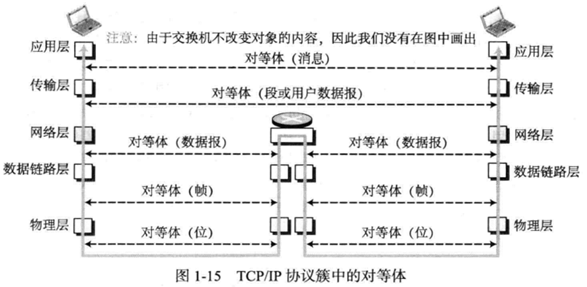 注意：由于交换机不改变对象的内容，因此我们没有在图中画出
应用层 对等体（消息） 应用层
传输层 对等体（段或用户数据报） 传输层
网络层 对等体（数据报） 对等体（数据报） 网络层
数据链路层 对等体（帧） 对等体（帧） 数据链路层
物理层 对等体（位） 对等体（位） 物理层
图 1-15 TCP/IP 协议簇中的对等体